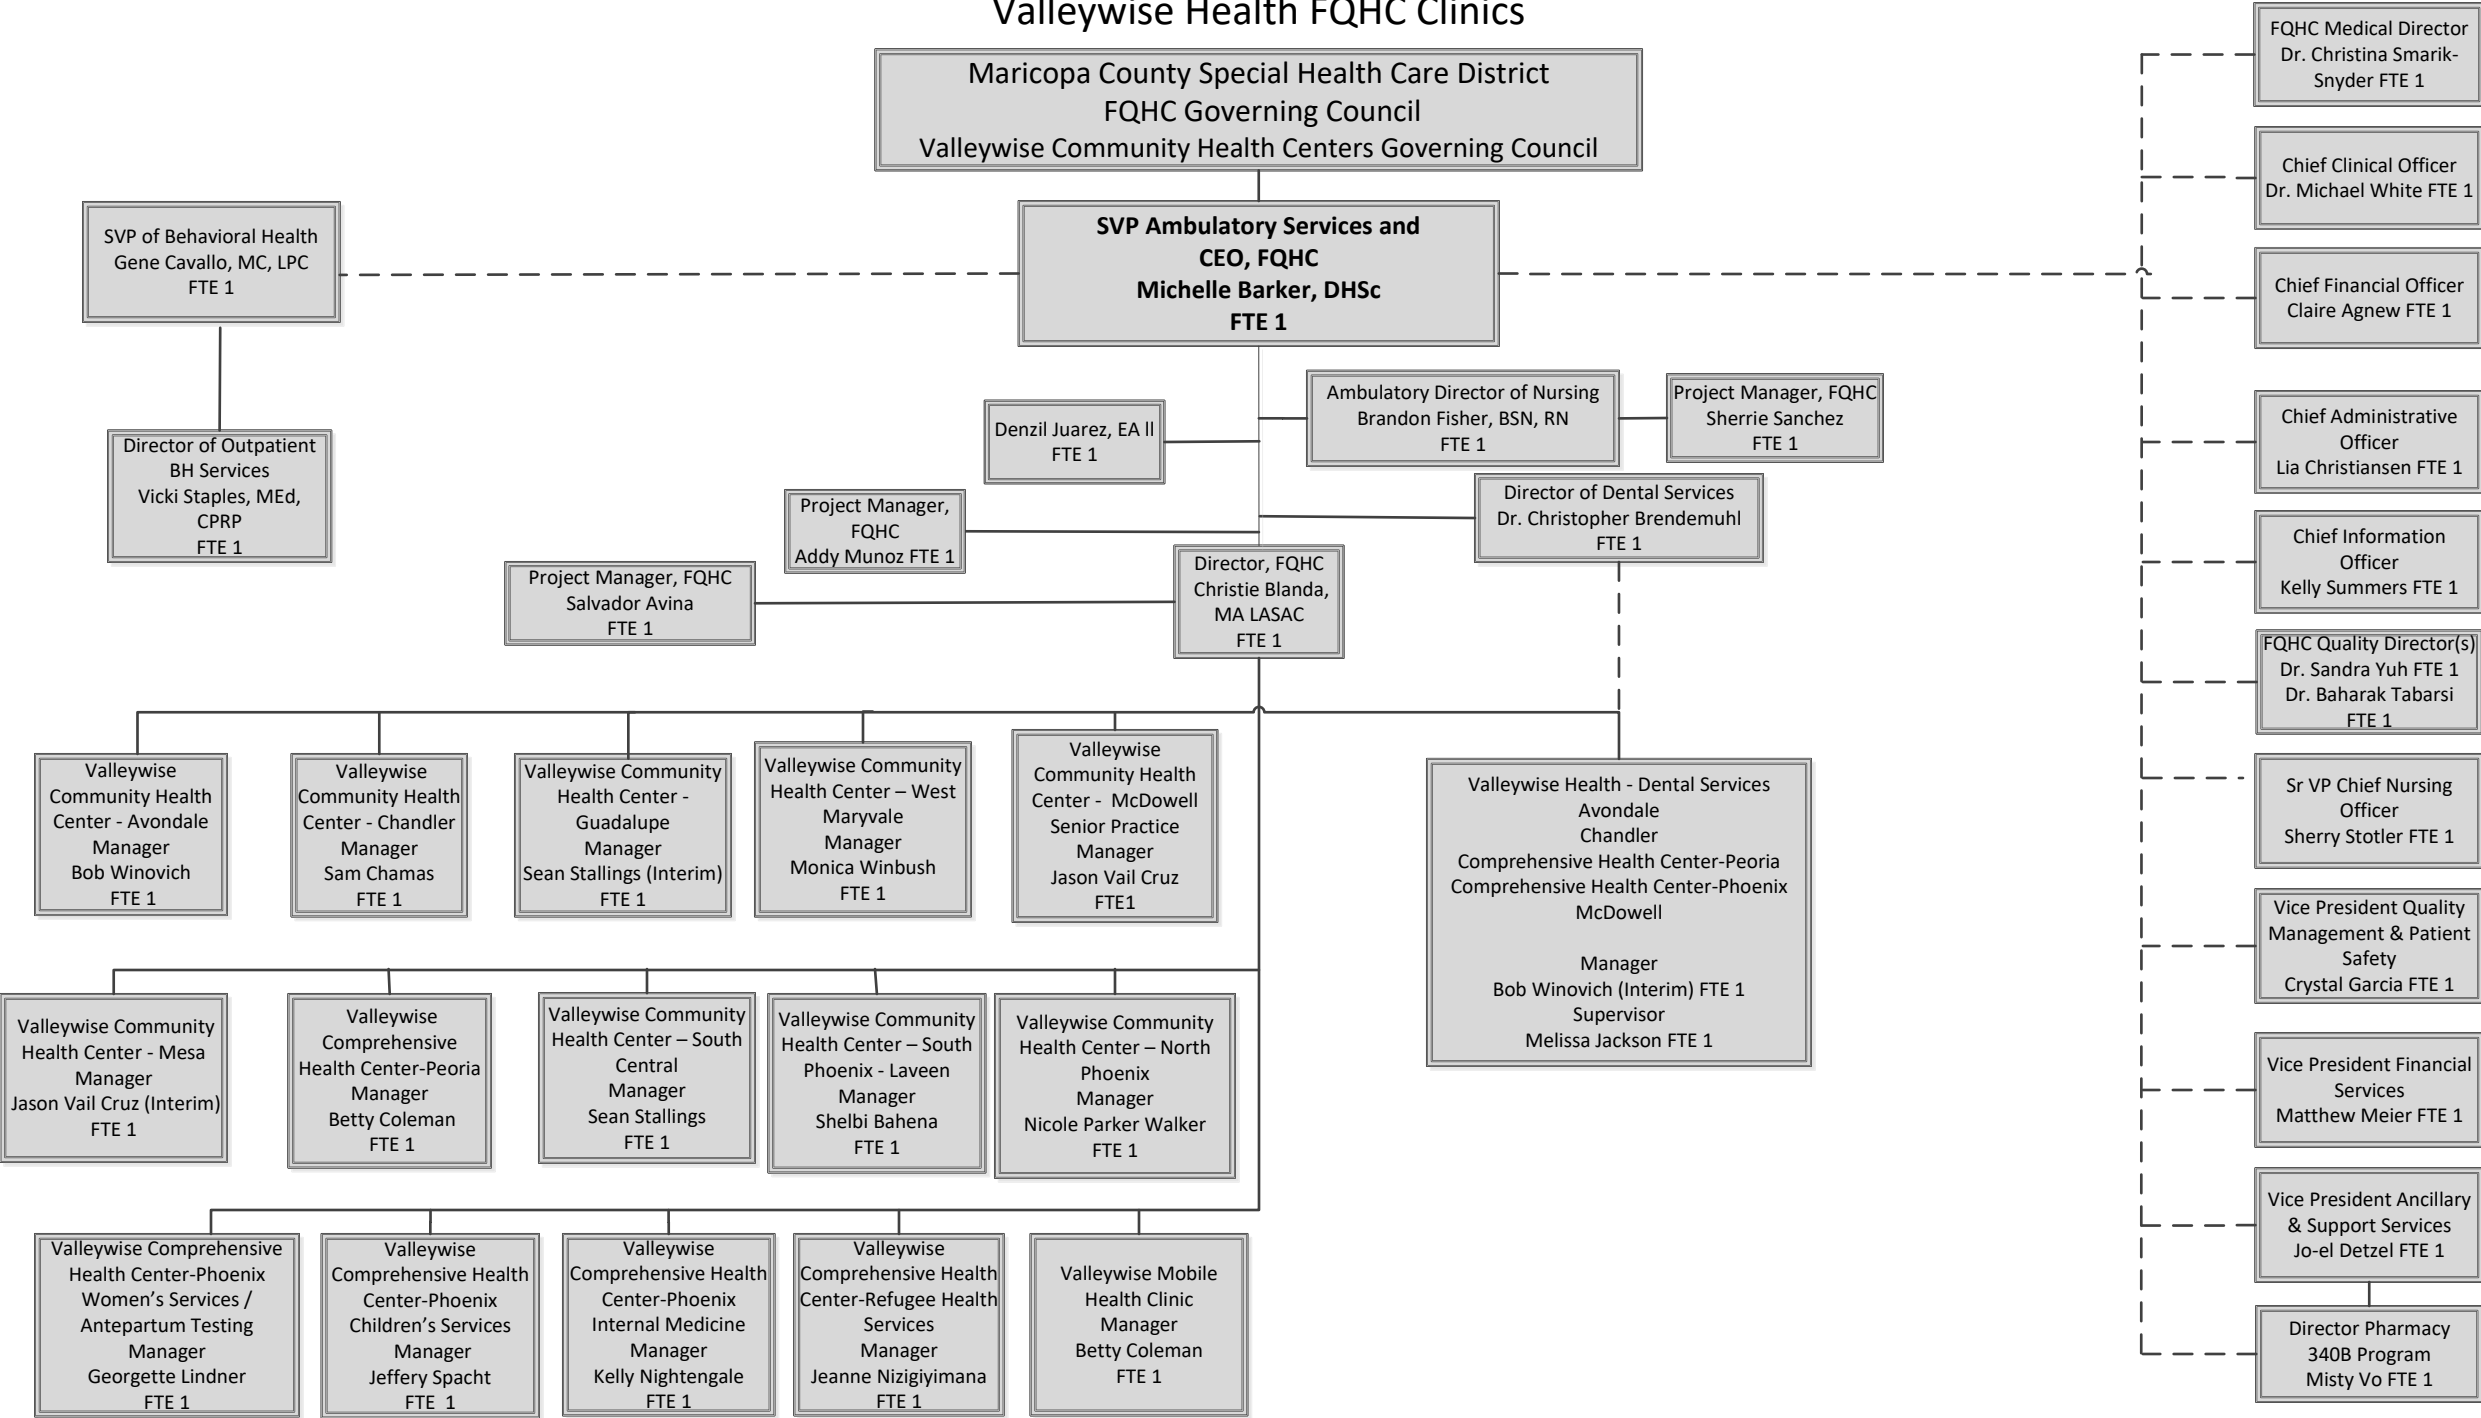 Valleywise Health FQHC Clinics
Maricopa County Special Health Care District
FQHC Governing Council
Valleywise Community Health Centers Governing Council
SVP Ambulatory Services and
CEO, FQHC
Michelle Barker, DHSc
FTE 1
SVP of Behavioral Health
Gene Cavallo, MC, LPC
FTE 1
Director of Outpatient
BH Services
Vicki Staples, MEd,
CPRP
FTE 1
Denzil Juarez, EA ll
FTE 1
Ambulatory Director of Nursing
Brandon Fisher, BSN, RN
FTE 1
Project Manager, FQHC
Sherrie Sanchez
FTE 1
Project Manager,
FQHC
Addy Munoz FTE 1
Director of Dental Services
Dr. Christopher Brendemuhl
FTE 1
Project Manager, FQHC
Salvador Avina
FTE 1
Director, FQHC
Christie Blanda,
MA LASAC
FTE 1
Valleywise
Community Health
Center - Avondale
Manager
Bob Winovich
FTE 1
Valleywise
Community Health
Center - Chandler
Manager
Sam Chamas
FTE 1
Valleywise Community
Health Center -
Guadalupe
Manager
Sean Stallings (Interim)
FTE 1
Valleywise Community
Health Center – West
Maryvale
Manager
Monica Winbush
FTE 1
Valleywise
Community Health
Center - McDowell
Senior Practice
Manager
Jason Vail Cruz
FTE1
Valleywise Health - Dental Services
Avondale
Chandler
Comprehensive Health Center-Peoria
Comprehensive Health Center-Phoenix
McDowell
Manager
Bob Winovich (Interim) FTE 1
Supervisor
Melissa Jackson FTE 1
Valleywise Community
Health Center - Mesa
Manager
Jason Vail Cruz (Interim)
FTE 1
Valleywise
Comprehensive
Health Center-Peoria
Manager
Betty Coleman
FTE 1
Valleywise Community
Health Center – South
Central
Manager
Sean Stallings
FTE 1
Valleywise Community
Health Center – South
Phoenix - Laveen
Manager
Shelbi Bahena
FTE 1
Valleywise Community
Health Center – North
Phoenix
Manager
Nicole Parker Walker
FTE 1
Valleywise Comprehensive
Health Center-Phoenix
Women’s Services /
Antepartum Testing
Manager
Georgette Lindner
FTE 1
Valleywise
Comprehensive Health
Center-Phoenix
Children’s Services
Manager
Jeffery Spacht
FTE 1
Valleywise
Comprehensive Health
Center-Phoenix
Internal Medicine
Manager
Kelly Nightengale
FTE 1
Valleywise
Comprehensive Health
Center-Refugee Health
Services
Manager
Jeanne Nizigiyimana
FTE 1
Valleywise Mobile
Health Clinic
Manager
Betty Coleman
FTE 1
FQHC Medical Director
Dr. Christina Smarik-
Snyder FTE 1
Chief Clinical Officer
Dr. Michael White FTE 1
Chief Financial Officer
Claire Agnew FTE 1
Chief Administrative
Officer
Lia Christiansen FTE 1
Chief Information
Officer
Kelly Summers FTE 1
FQHC Quality Director(s)
Dr. Sandra Yuh FTE 1
Dr. Baharak Tabarsi
FTE 1
Sr VP Chief Nursing
Officer
Sherry Stotler FTE 1
Vice President Quality
Management & Patient
Safety
Crystal Garcia FTE 1
Vice President Financial
Services
Matthew Meier FTE 1
Vice President Ancillary
& Support Services
Jo-el Detzel FTE 1
Director Pharmacy
340B Program
Misty Vo FTE 1